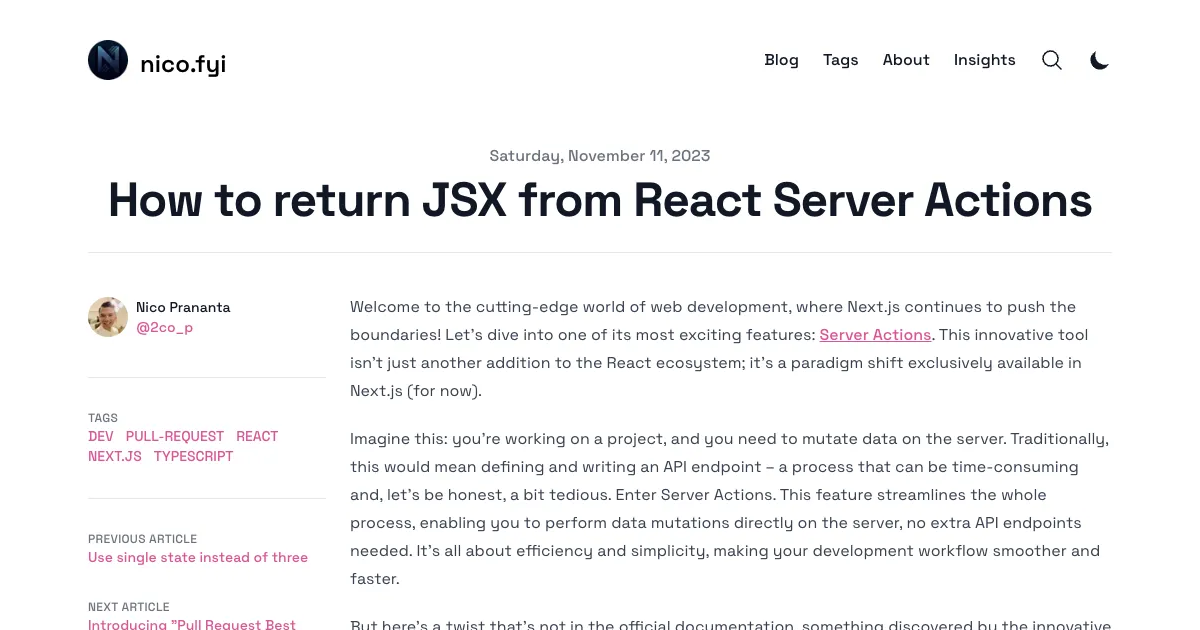 nico.fyi
Blog Tags About Insights
Saturday, November 11, 2023
How to return JSX from React Server Actions
Nico Prananta
@2co_p
TAGS
DEV PULL-REQUEST REACT
NEXT.JS TYPESCRIPT
PREVIOUS ARTICLE
Use single state instead of three
NEXT ARTICLE
Introducing "Pull Request Best
Welcome to the cutting-edge world of web development, where Next.js continues to push the
boundaries! Let's dive into one of its most exciting features: Server Actions. This innovative tool
isn't just another addition to the React ecosystem; it's a paradigm shift exclusively available in
Next.js (for now).
Imagine this: you're working on a project, and you need to mutate data on the server. Traditionally,
this would mean defining and writing an API endpoint – a process that can be time-consuming
and, let's be honest, a bit tedious. Enter Server Actions. This feature streamlines the whole
process, enabling you to perform data mutations directly on the server, no extra API endpoints
needed. It's all about efficiency and simplicity, making your development workflow smoother and
faster.
But here's a twist that's not in the official documentation, something discovered by the innovative